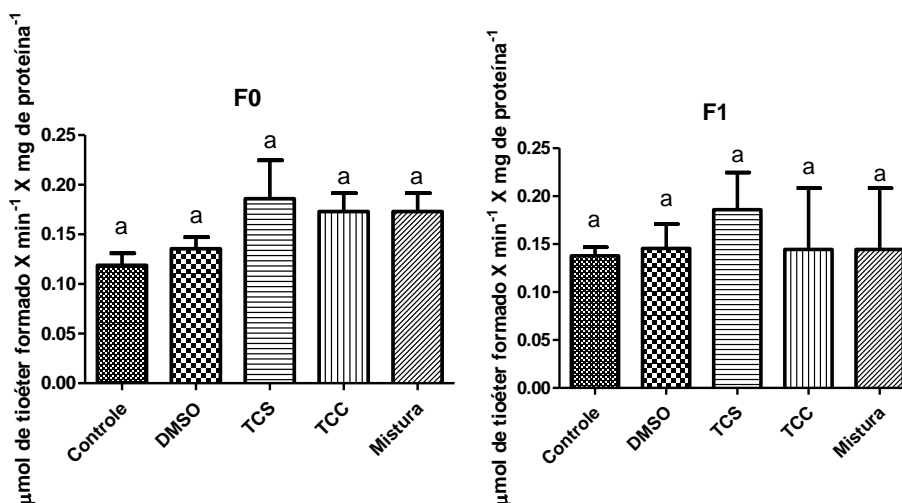 F0
µmol de tioéter formado X min⁻¹ X mg de proteína⁻¹
0.25
0.20
0.15
0.10
0.05
0.00
a
a
a
a
a
Controle
DMSO
TCS
TCC
Mistura
F1
µmol de tioéter formado X min⁻¹ X mg de proteína⁻¹
0.25
0.20
0.15
0.10
0.05
0.00
a
a
a
a
a
Controle
DMSO
TCS
TCC
Mistura